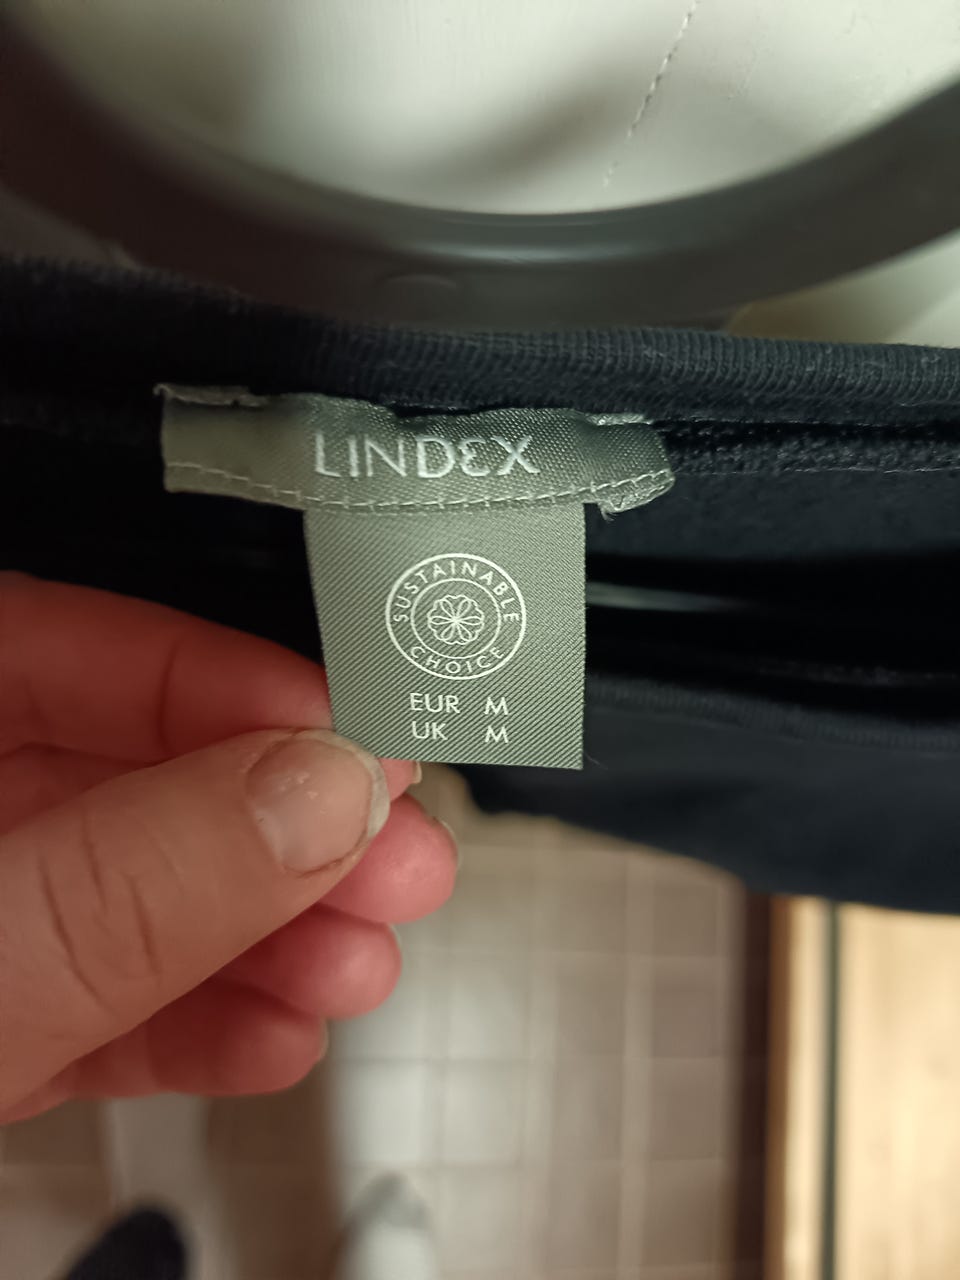 LINDEX
SUSTAINABLE
CHOICE
EUR M
UK M